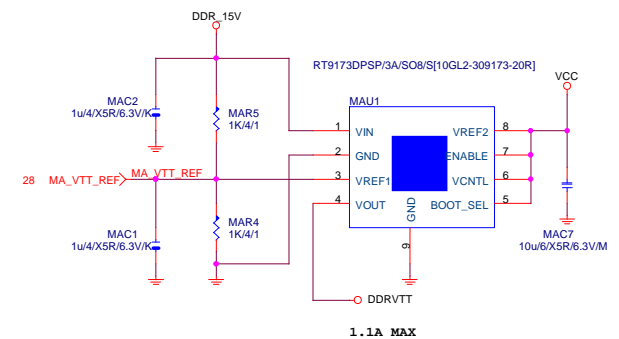 DDR_15V
RT9173DPSP/3A/SO8/S[10GL2-309173-20R]
VCC
MAC2
1u/4/X5R/6.3V/K
MAR5
1K/4/1
MAU1
1 VIN VREF2 8
2 GND ENABLE 7
28 MA_VTT_REF MA_VTT_REF 3 VREF1 VCNTL 6
4 VOUT BOOT_SEL 5
GND
9
MAC1
1u/4/X5R/6.3V/K
MAR4
1K/4/1
MAC7
10u/6/X5R/6.3V/M
DDRVTT
1.1A MAX